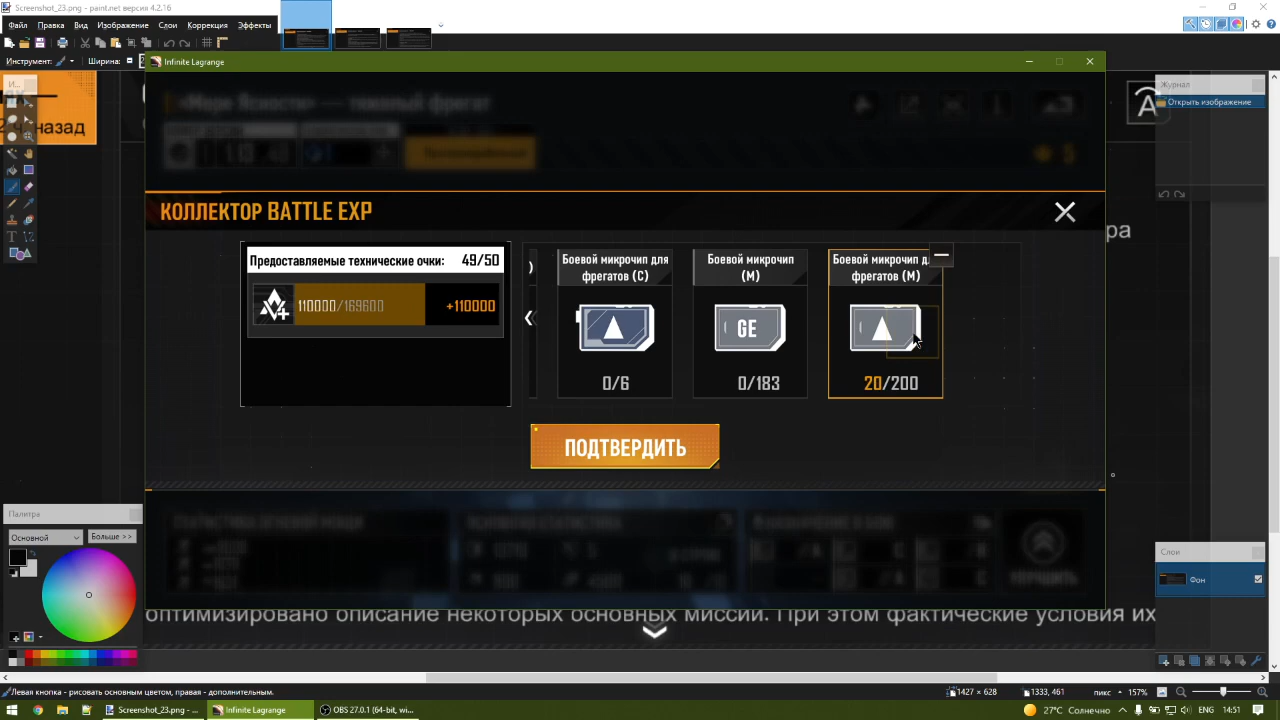 Screenshot_23.png - paint.net версия 4.2.16
Файл Правка Вид Изображение Слои Коррекция Эффекты
Инструмент: Ширина:
Infinite Lagrange
назад
«Мери Яскости» — тяжелый фрегат
Журнал
Открыть изображение
КОЛЛЕКТОР BATTLE EXP
ра
Предоставляемые технические очки: 49/50
110000/169600 +110000
Боевой микрочип для фрегатов (C)
0/6
Боевой микрочип (M)
GE
0/183
Боевой микрочип для фрегатов (M)
20/200
ПОДТВЕРДИТЬ
Палитра
Основной Больше >>
Слои
Фон
оптимизировано описание некоторых основных миссий. При этом фактические условия их
Левая кнопка - рисовать основным цветом, правая - дополнительным.
1427 × 628 1333, 461 пикс 157%
Screenshot_23.png - ...
Infinite Lagrange
OBS 27.0.1 (64-bit, wi...
27°C Солнечно ENG 14:51